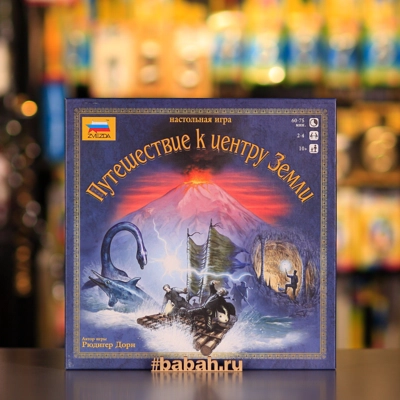 ZVEZDA
настольная игра
60-75
мин.
2-4
10+
Путешествие к центру Земли
Автор игры
Рюдигер Дорн
#babah.ru